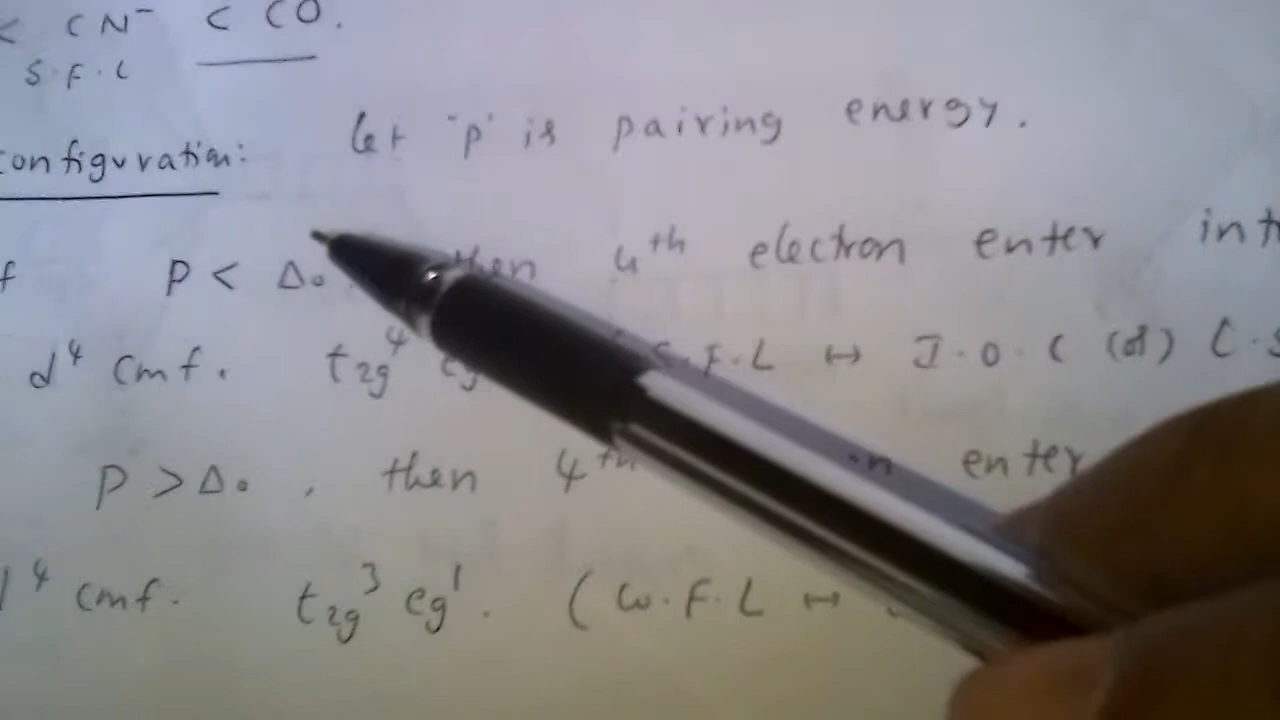 < CN⁻ < CO.
S.F.L
configuration: let 'p' is pairing energy.
P < Δ₀, then 4th electron enter
d⁴ cmf. t₂g⁴ eg S.F.L ↔ I.O.C (d)
P > Δ₀, then 4th enter
d⁴ cmf. t₂g³ eg¹. ( W.F.L ↔